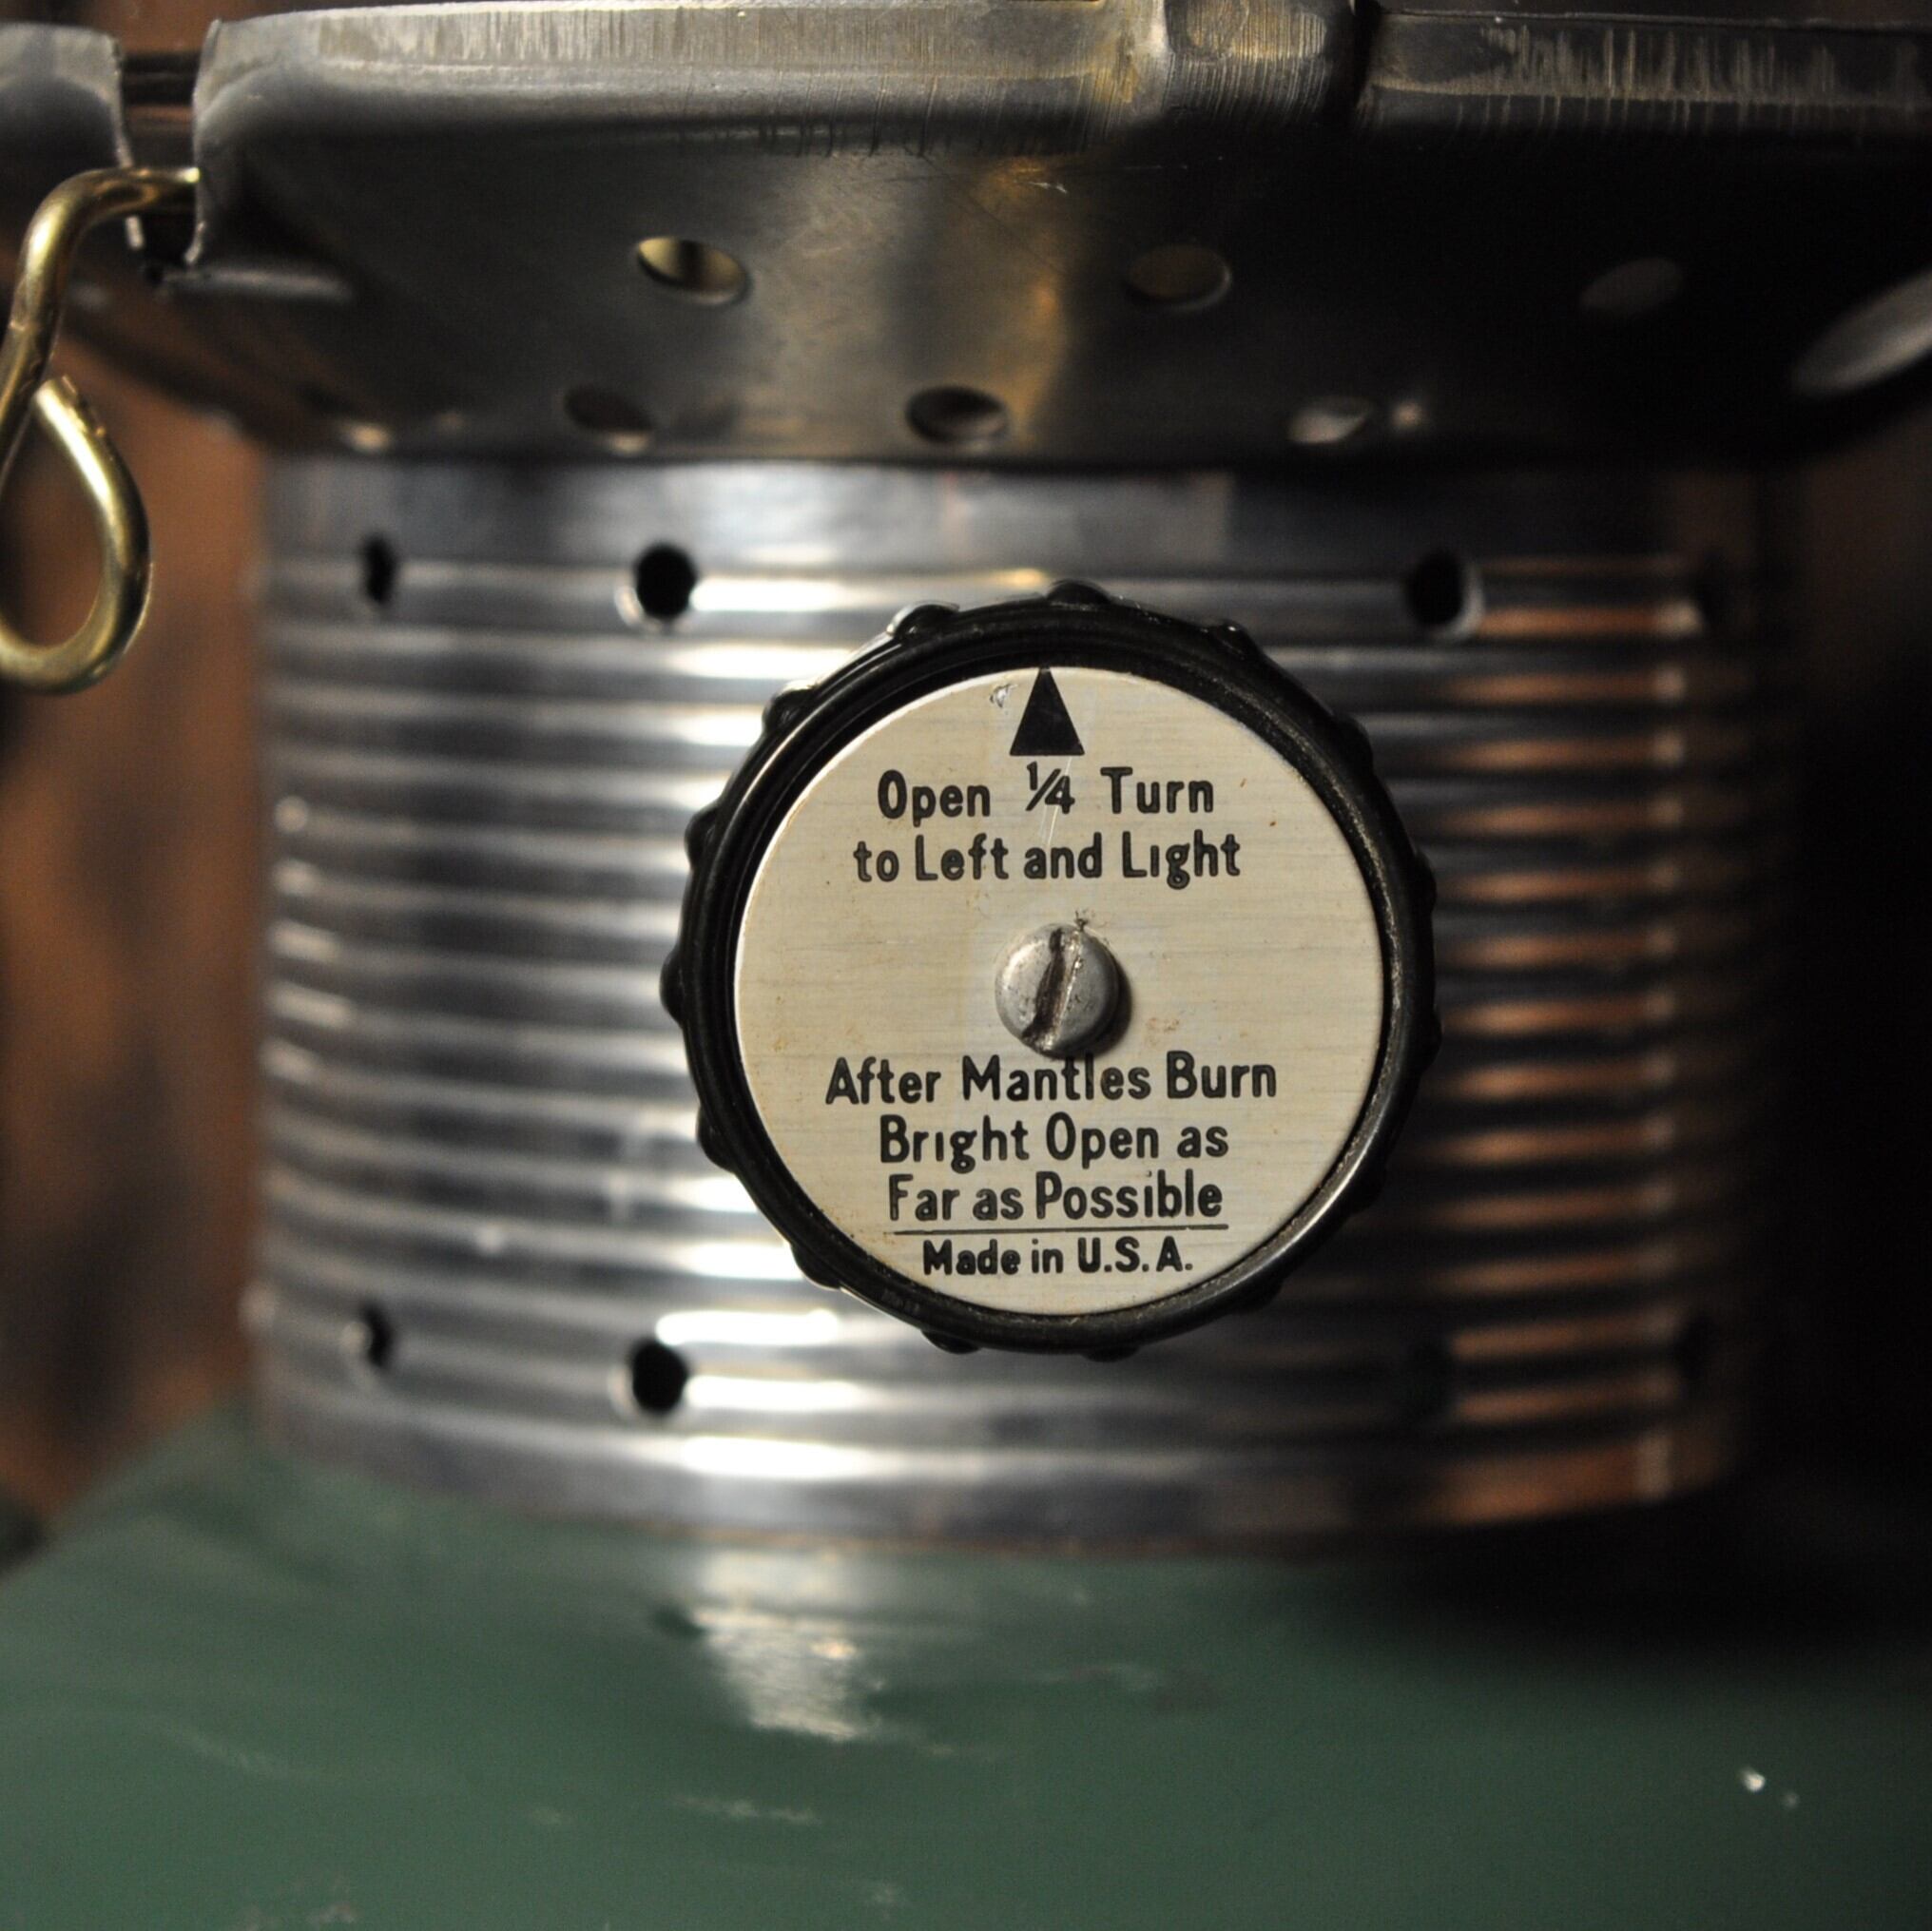 Open ¼ Turn
to Left and Light
After Mantles Burn
Bright Open as
Far as Possible
Made in U.S.A.